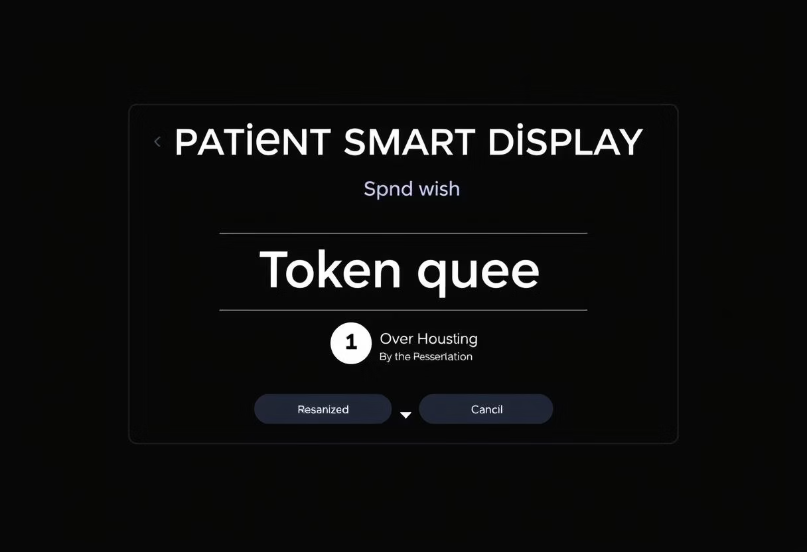 PATiENT SMART DiSPLAY
Spnd wish
Token quee
1
Over Housting
By the Pesserlation
Resanized
Cancil